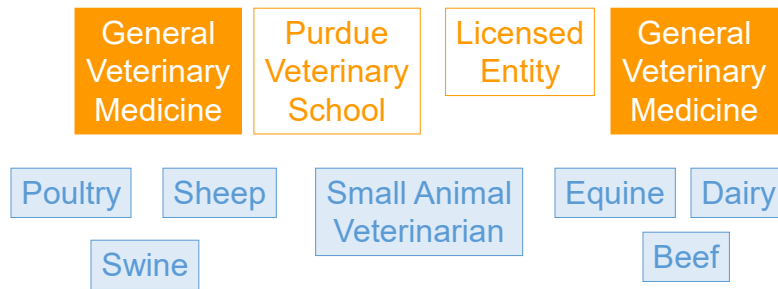 General
Veterinary
Medicine
Purdue
Veterinary
School
Licensed
Entity
General
Veterinary
Medicine
Poultry
Sheep
Small Animal
Veterinarian
Equine
Dairy
Swine
Beef